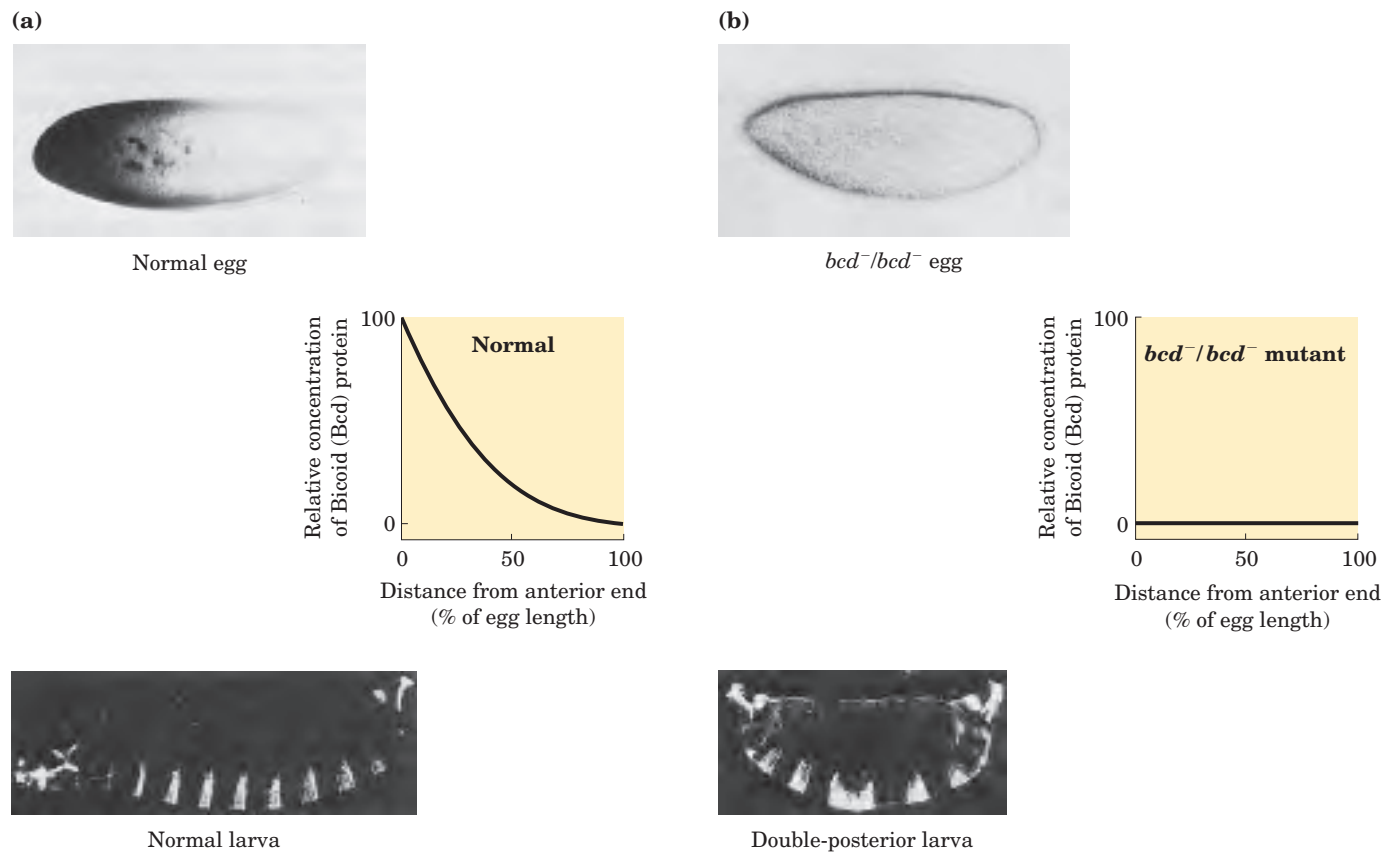 (a)
Normal egg
Relative concentration
of Bicoid (Bcd) protein
100
0
Normal
0 50 100
Distance from anterior end
(% of egg length)
Normal larva
(b)
bcd⁻/bcd⁻ egg
Relative concentration
of Bicoid (Bcd) protein
100
0
bcd⁻/bcd⁻ mutant
0 50 100
Distance from anterior end
(% of egg length)
Double-posterior larva